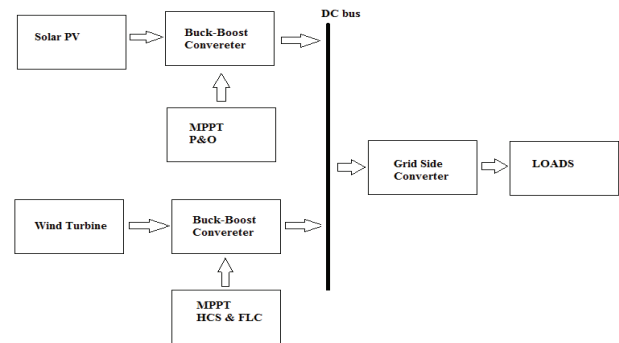 DC bus
Solar PV
Buck-Boost
Convereter
MPPT
P&O
Grid Side
Converter
LOADS
Wind Turbine
Buck-Boost
Convereter
MPPT
HCS & FLC